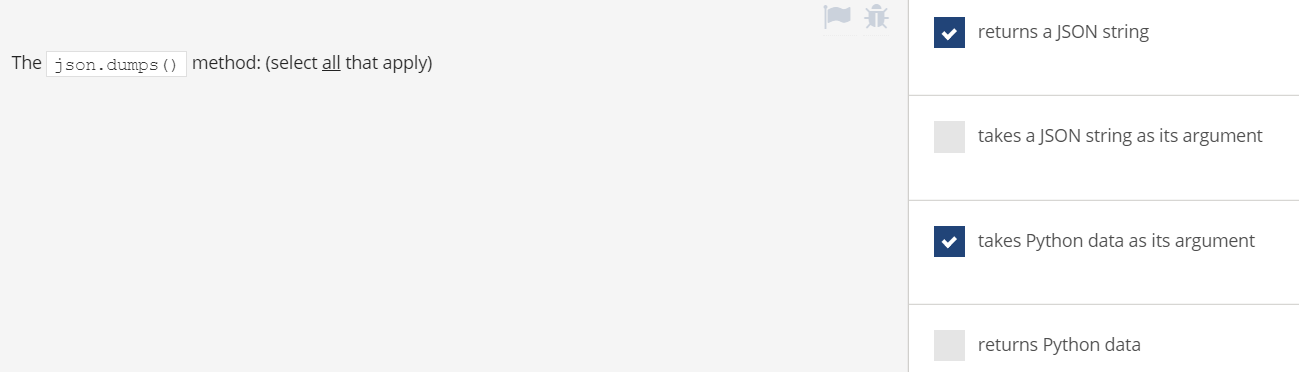 The json.dumps() method: (select all that apply)
returns a JSON string
takes a JSON string as its argument
takes Python data as its argument
returns Python data